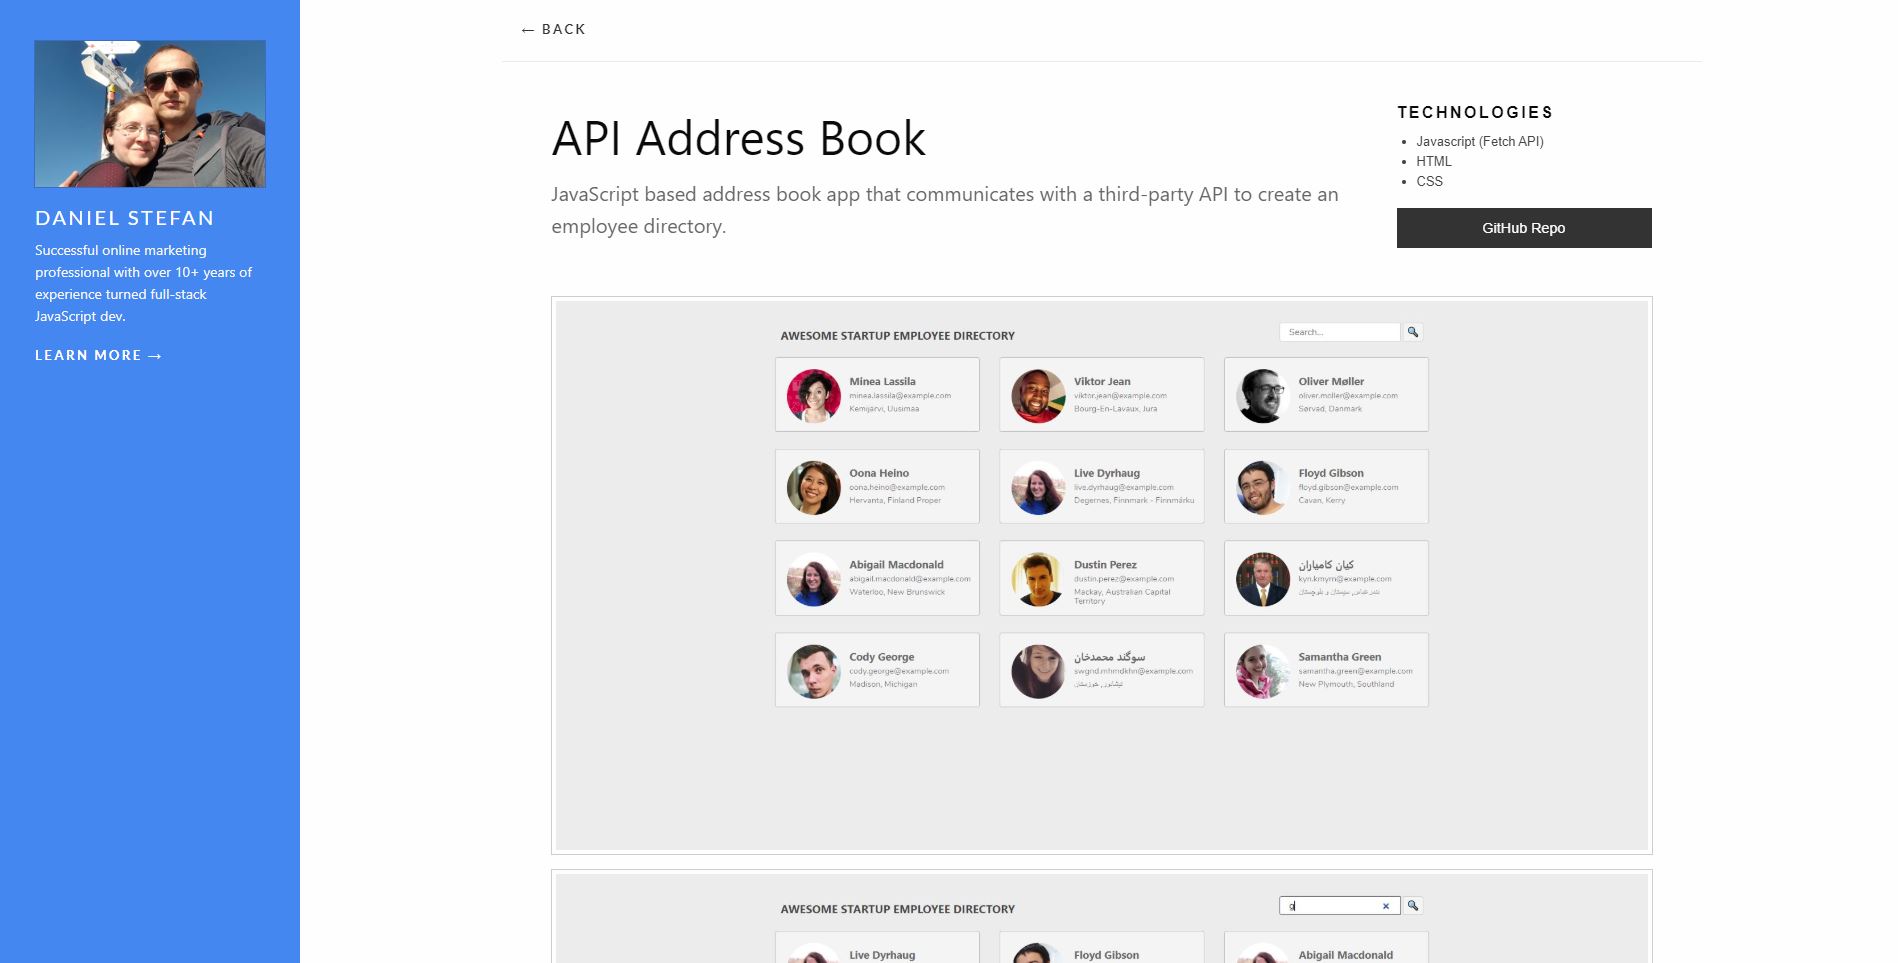 ← BACK
DANIEL STEFAN
Successful online marketing
professional with over 10+ years of
experience turned full-stack
JavaScript dev.
LEARN MORE →
API Address Book
JavaScript based address book app that communicates with a third-party API to create an
employee directory.
TECHNOLOGIES
Javascript (Fetch API)
HTML
CSS
GitHub Repo
AWESOME STARTUP EMPLOYEE DIRECTORY
Search...
Minea Lassila
minea.lassila@example.com
Kemijärvi, Uusimaa
Viktor Jean
viktor.jean@example.com
Bourg-En-Lavaux, Jura
Oliver Møller
oliver.møller@example.com
Sørvad, Danmark
Oona Heino
oona.heino@example.com
Hervanta, Finland Proper
Live Dyrhaug
live.dyrhaug@example.com
Degernes, Finnmark - Finnmárku
Floyd Gibson
floyd.gibson@example.com
Cavan, Kerry
Abigail Macdonald
abigail.macdonald@example.com
Waterloo, New Brunswick
Dustin Perez
dustin.perez@example.com
Mackay, Australian Capital
Territory
کیان کامیاران
kyn.kmyrn@example.com
سیستان و بلوچستان
Cody George
cody.george@example.com
Madison, Michigan
سوگند محمدخان
swgnd.mhmdkhn@example.com
نیشابور, خوزستان
Samantha Green
samantha.green@example.com
New Plymouth, Southland
AWESOME STARTUP EMPLOYEE DIRECTORY
g
Live Dyrhaug
Floyd Gibson
Abigail Macdonald